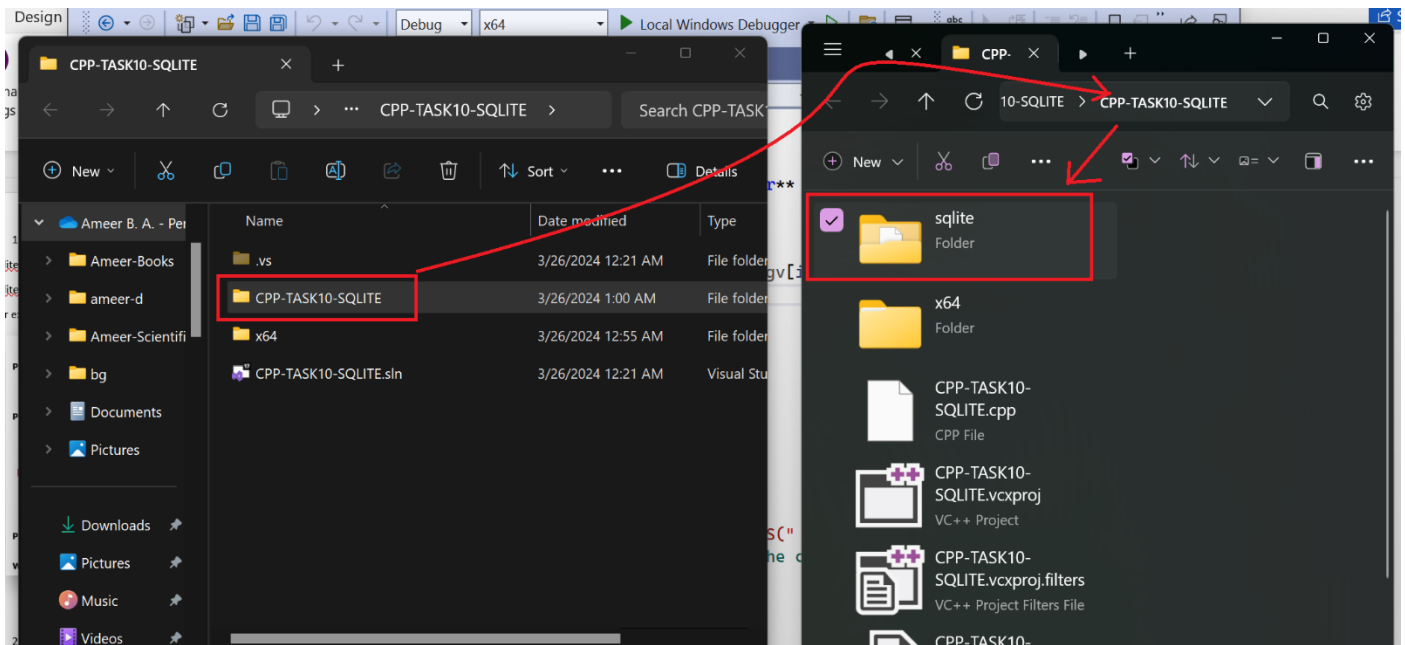 Design
Debug
x64
Local Windows Debugger
abc
CPP-TASK10-SQLITE
CPP-TASK10-SQLITE
Search CPP-TASK
New
Sort
Details
Ameer B. A. - Per
Ameer-Books
ameer-d
Ameer-Scientifi
bg
Documents
Pictures
Downloads
Pictures
Music
Videos
Name
Date modified
Type
.vs
3/26/2024 12:21 AM
File folder
CPP-TASK10-SQLITE
3/26/2024 1:00 AM
File folder
x64
3/26/2024 12:55 AM
File folder
CPP-TASK10-SQLITE.sln
3/26/2024 12:21 AM
Visual Stu
r**
gv[i
S("
he c
CPP-
10-SQLITE
CPP-TASK10-SQLITE
New
sqlite
Folder
x64
Folder
CPP-TASK10-
SQLITE.cpp
CPP File
CPP-TASK10-
SQLITE.vcxproj
VC++ Project
CPP-TASK10-
SQLITE.vcxproj.filters
VC++ Project Filters File
CPP-TASK10-